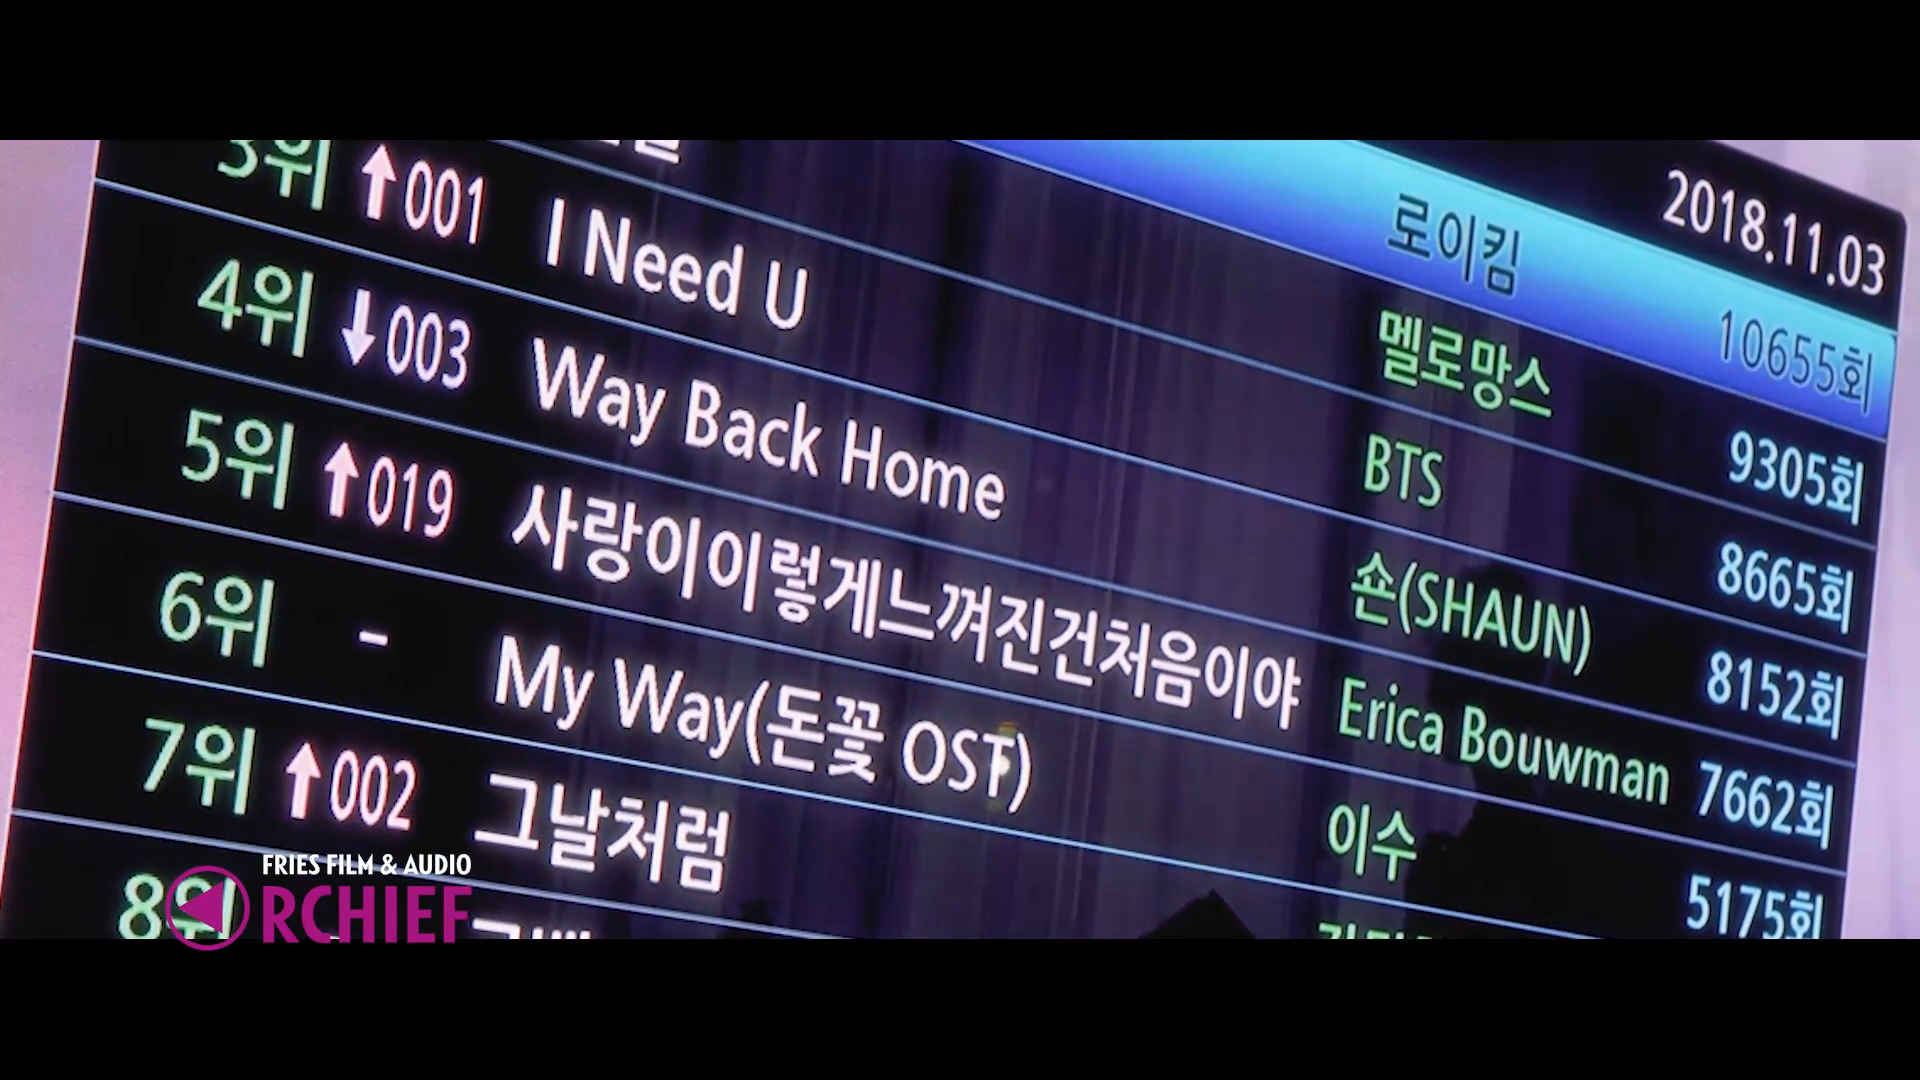 2018.11.03
로이킴 10655회
멜로망스 9305회
3위 ↑001 I Need U BTS 8665회
4위 ↓003 Way Back Home 숀(SHAUN) 8152회
5위 ↑019 사랑이이렇게느껴진건처음이야 Erica Bouwman 7662회
6위 - My Way(돈꽃 OST) 이수 5175회
7위 ↑002 그날처럼
8위
FRIES FILM & AUDIO
RCHIEF